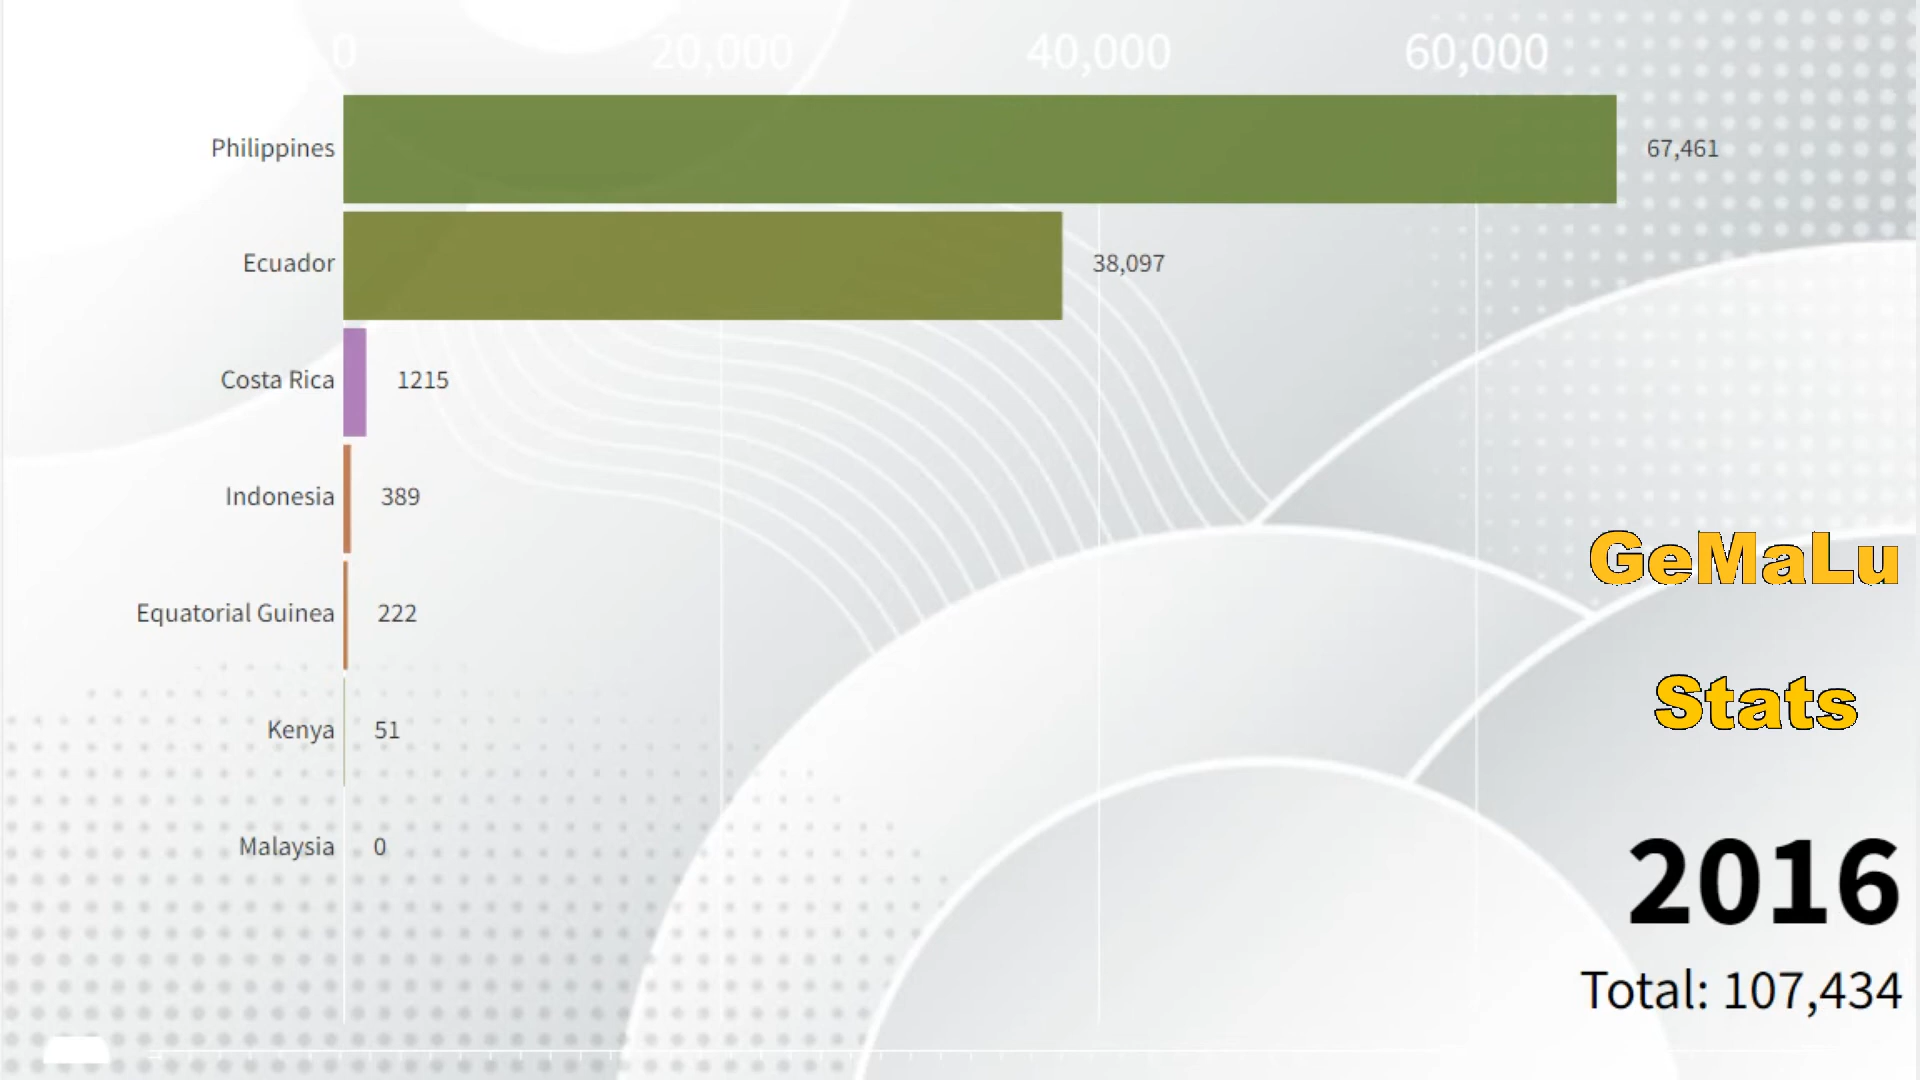 0 20,000 40,000 60,000
Philippines 67,461
Ecuador 38,097
Costa Rica 1215
Indonesia 389
Equatorial Guinea 222
Kenya 51
Malaysia 0
GeMaLu
Stats
2016
Total: 107,434